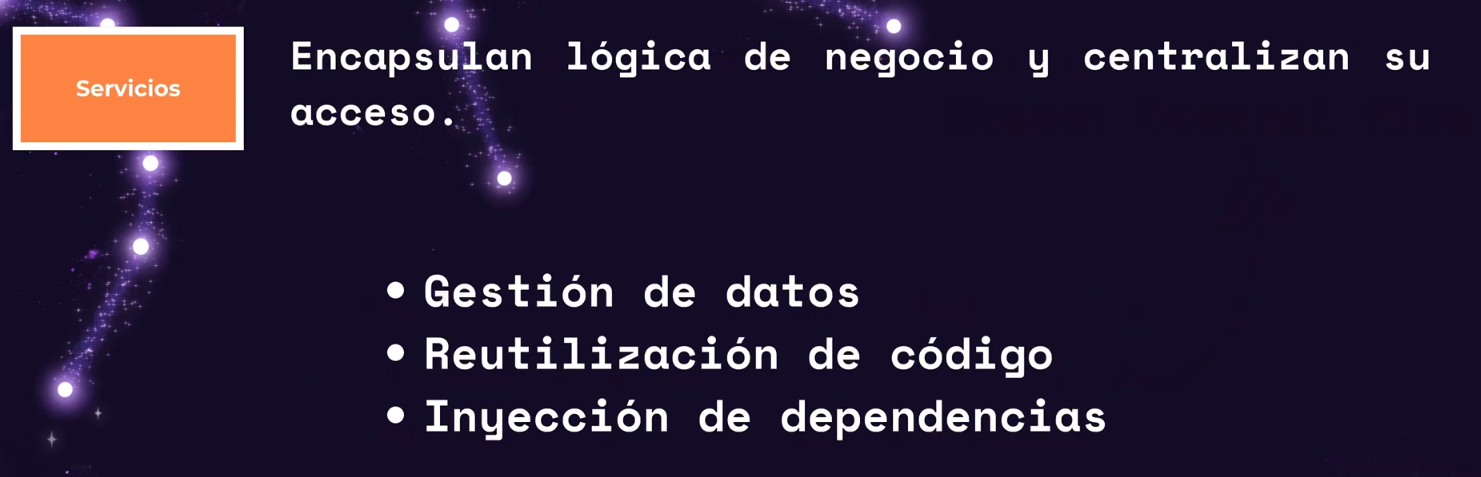 Servicios
Encapsulan lógica de negocio y centralizan su
acceso.
• Gestión de datos
• Reutilización de código
• Inyección de dependencias